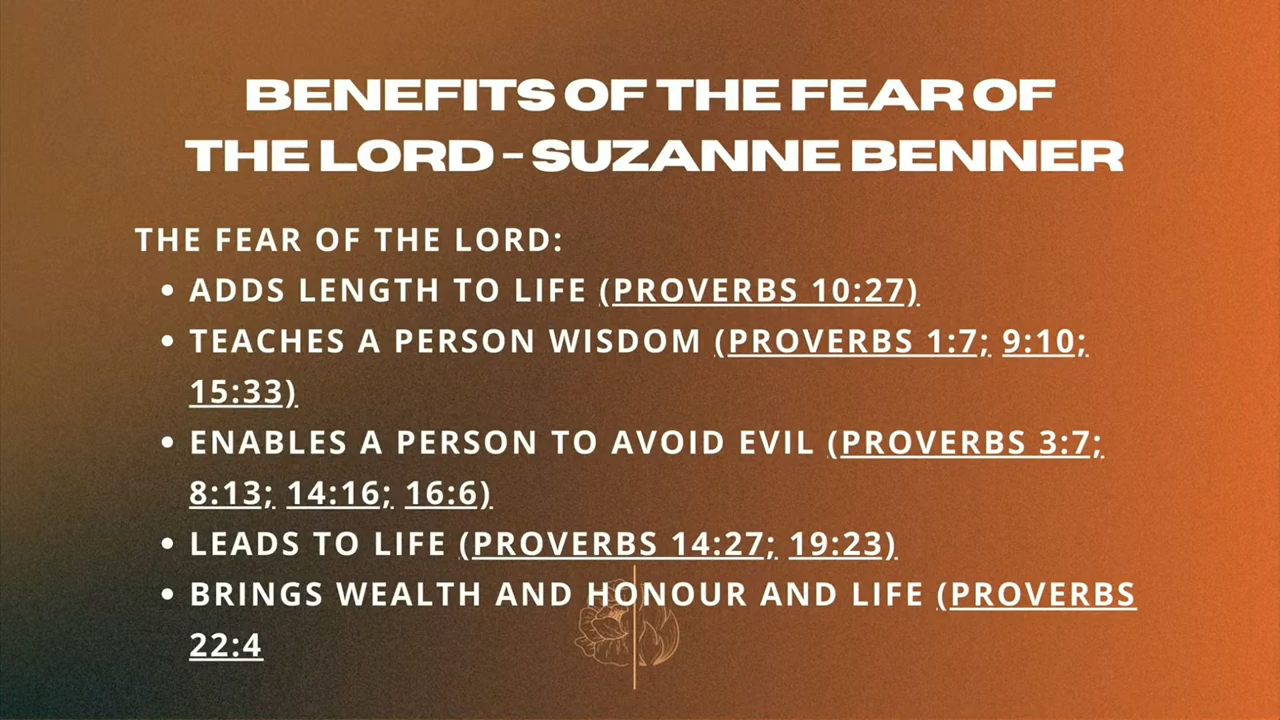 BENEFITS OF THE FEAR OF
THE LORD - SUZANNE BENNER
THE FEAR OF THE LORD:
• ADDS LENGTH TO LIFE (PROVERBS 10:27)
• TEACHES A PERSON WISDOM (PROVERBS 1:7; 9:10;
15:33)
• ENABLES A PERSON TO AVOID EVIL (PROVERBS 3:7;
8:13; 14:16; 16:6)
• LEADS TO LIFE (PROVERBS 14:27; 19:23)
• BRINGS WEALTH AND HONOUR AND LIFE (PROVERBS
22:4